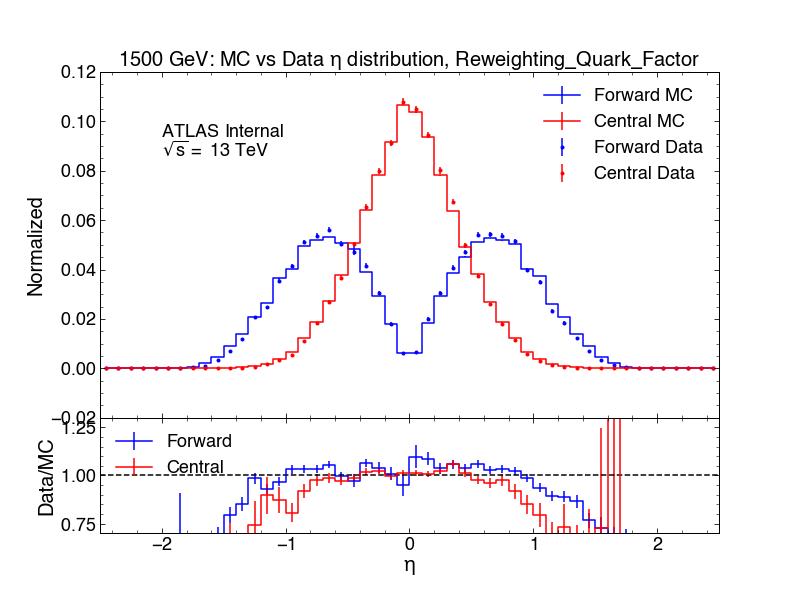 1500 GeV: MC vs Data η distribution, Reweighting_Quark_Factor
0.12
0.10
0.08
0.06
0.04
0.02
0.00
−0.02
Normalized
ATLAS Internal
√s = 13 TeV
Forward MC
Central MC
Forward Data
Central Data
1.25
1.00
0.75
Data/MC
Forward
Central
−2 −1 0 1 2
η